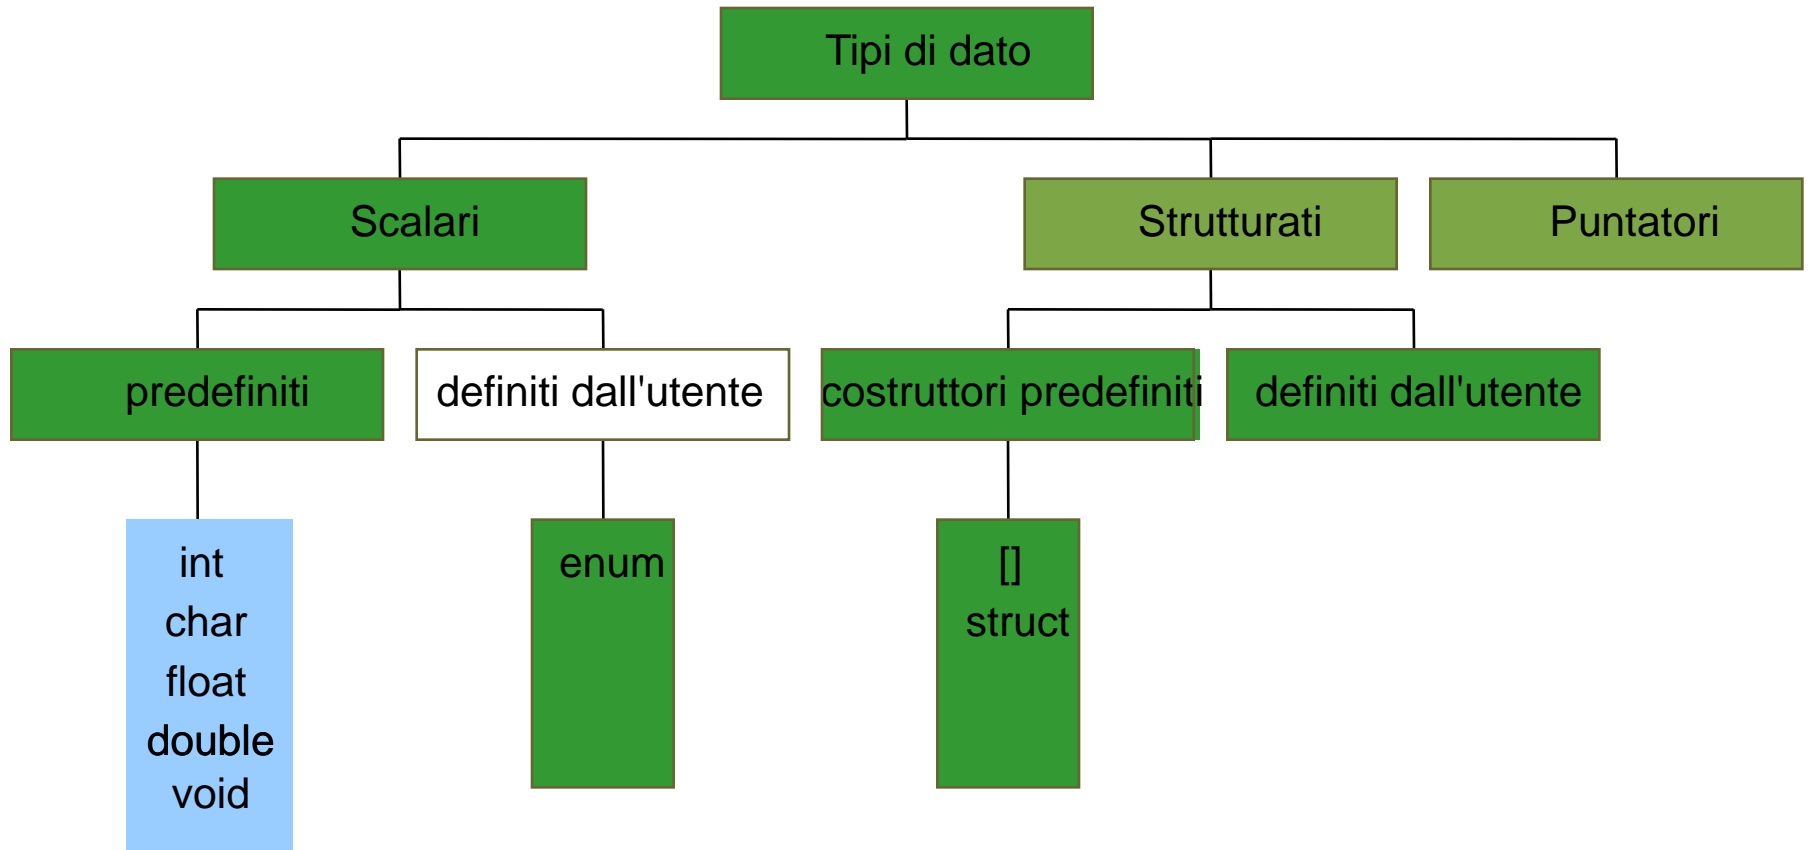 Tipi di dato
Scalari
Strutturati
Puntatori
predefiniti
definiti dall'utente
costruttori predefiniti
definiti dall'utente
int
char
float
double
void
enum
[]
struct